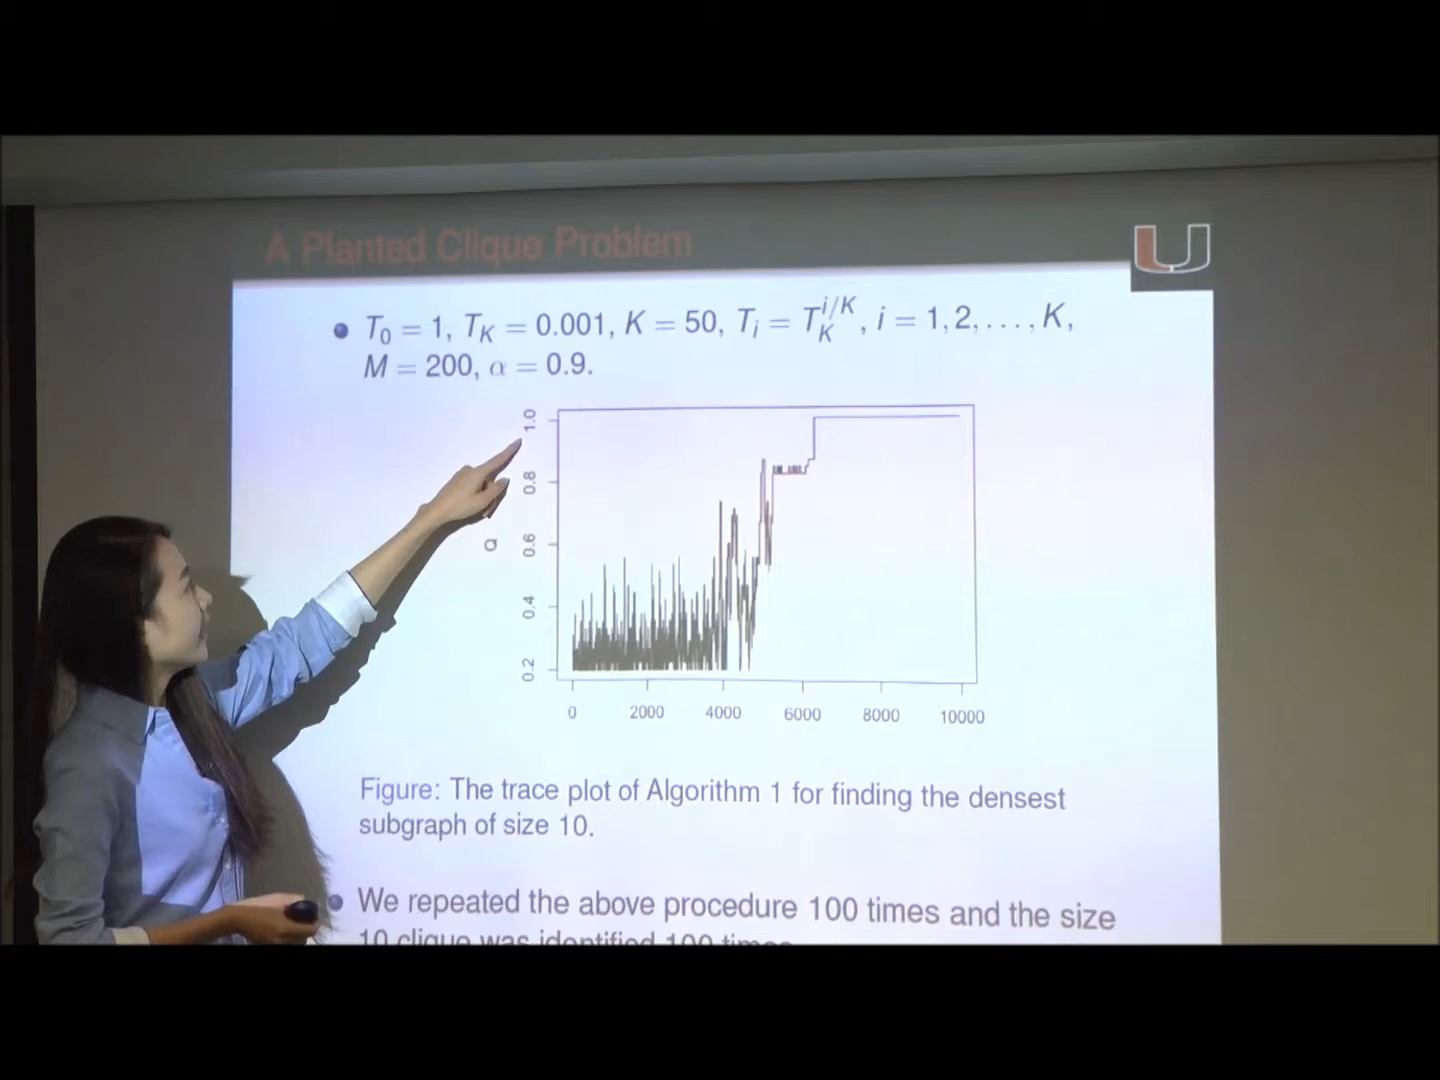 A Planted Clique Problem
T₀ = 1, T_K = 0.001, K = 50, T_i = T_K^{i/K}, i = 1, 2, . . . , K,
M = 200, α = 0.9.
1.0
0.8
0.6
0.4
0.2
α
0 2000 4000 6000 8000 10000
Figure: The trace plot of Algorithm 1 for finding the densest
subgraph of size 10.
We repeated the above procedure 100 times and the size
10 clique was identified 100 times